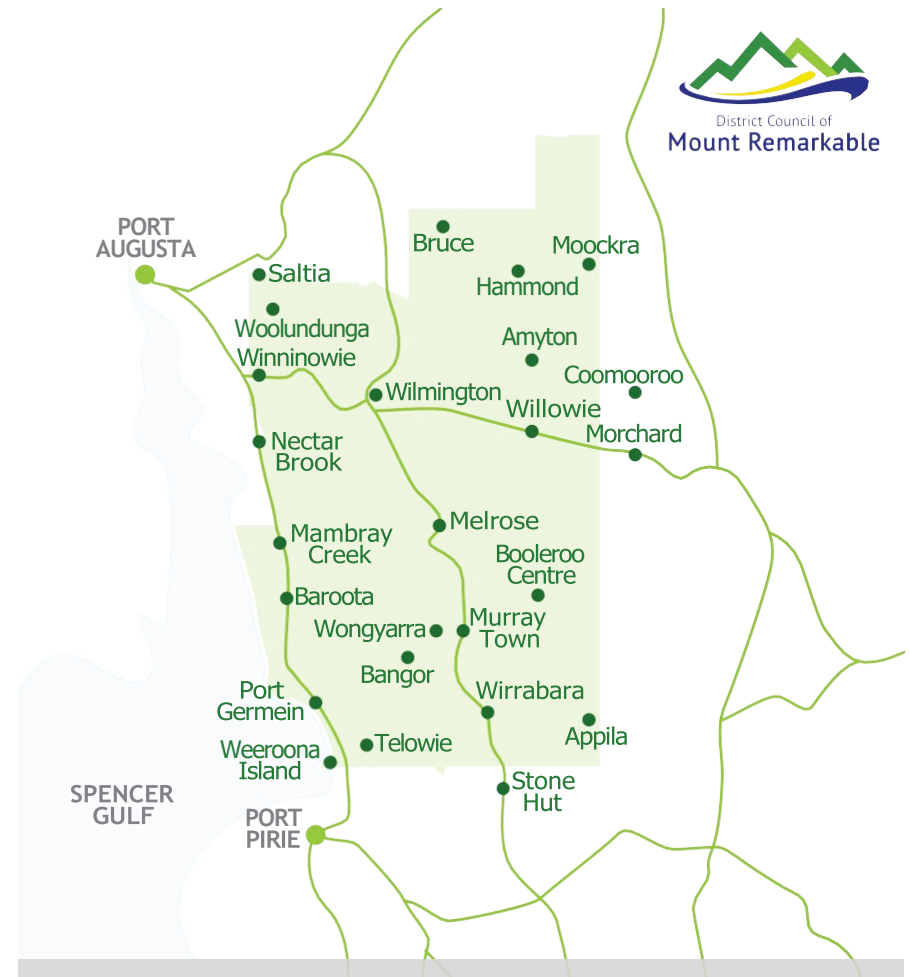 District Council of
Mount Remarkable
PORT
AUGUSTA
Bruce
Moockra
Saltia
Hammond
Woolundunga
Amyton
Winninowie
Coomooroo
Wilmington
Willowie
Morchard
Nectar
Brook
Melrose
Mambray
Creek
Booleroo
Centre
Baroota
Wongyarra
Murray
Town
Bangor
Port
Germein
Wirrabara
Appila
Telowie
Weeroona
Island
Stone
Hut
SPENCER
GULF
PORT
PIRIE